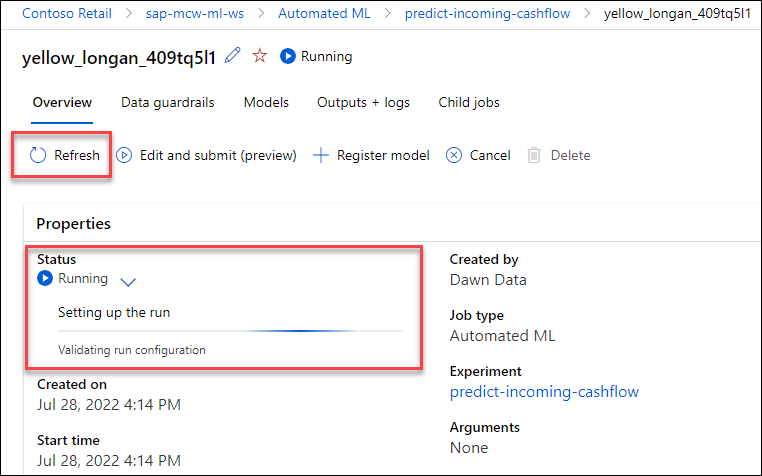 Contoso Retail > sap-mcw-ml-ws > Automated ML > predict-incoming-cashflow > yellow_longan_409tq5l1
yellow_longan_409tq5l1 Running
Overview Data guardrails Models Outputs + logs Child jobs
Refresh Edit and submit (preview) Register model Cancel Delete
Properties
Status
Running
Setting up the run
Validating run configuration
Created on
Jul 28, 2022 4:14 PM
Start time
Jul 28, 2022 4:14 PM
Created by
Dawn Data
Job type
Automated ML
Experiment
predict-incoming-cashflow
Arguments
None